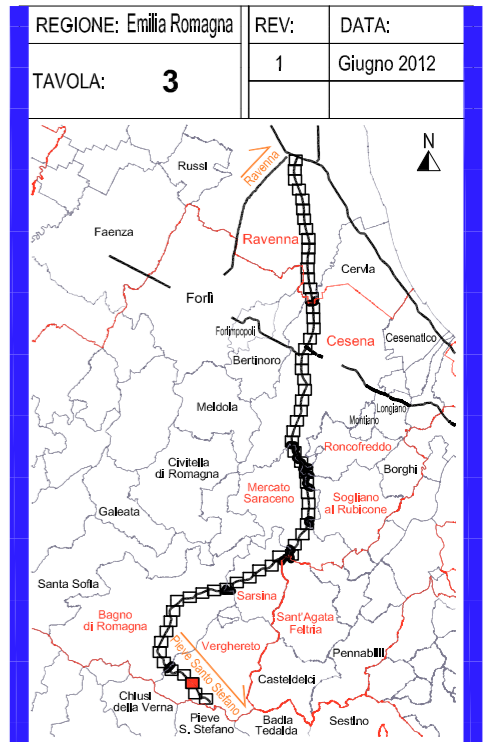 REGIONE: Emilia Romagna
REV:
DATA:
TAVOLA: 3
1
Giugno 2012
N
Russi
Ravenna
Faenza
Ravenna
Cervia
Forlì
Forlimpopoli
Cesena
Cesenatico
Bertinoro
Meldola
Longiano
Montiano
Roncofreddo
Civitella
di Romagna
Borghi
Mercato
Saraceno
Sogliano
al Rubicone
Galeata
Santa Sofia
Sarsina
Bagno
di Romagna
Sant'Agata
Feltria
Verghereto
Pieve Santo Stefano
Pennabilli
Casteldelci
Chiusi
della Verna
Pieve
S. Stefano
Badia
Tedalda
Sestino